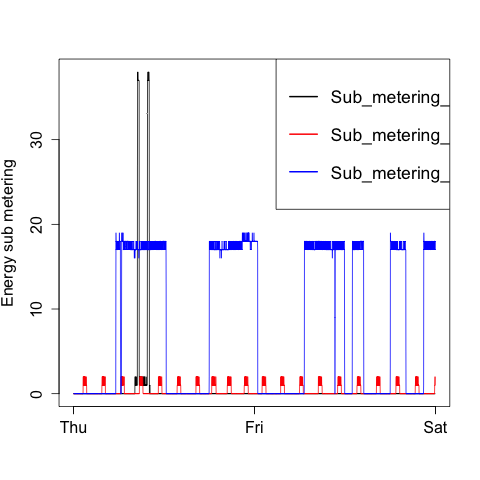 Sub_metering_
Sub_metering_
Sub_metering_
Energy sub metering
30
20
10
0
Thu Fri Sat